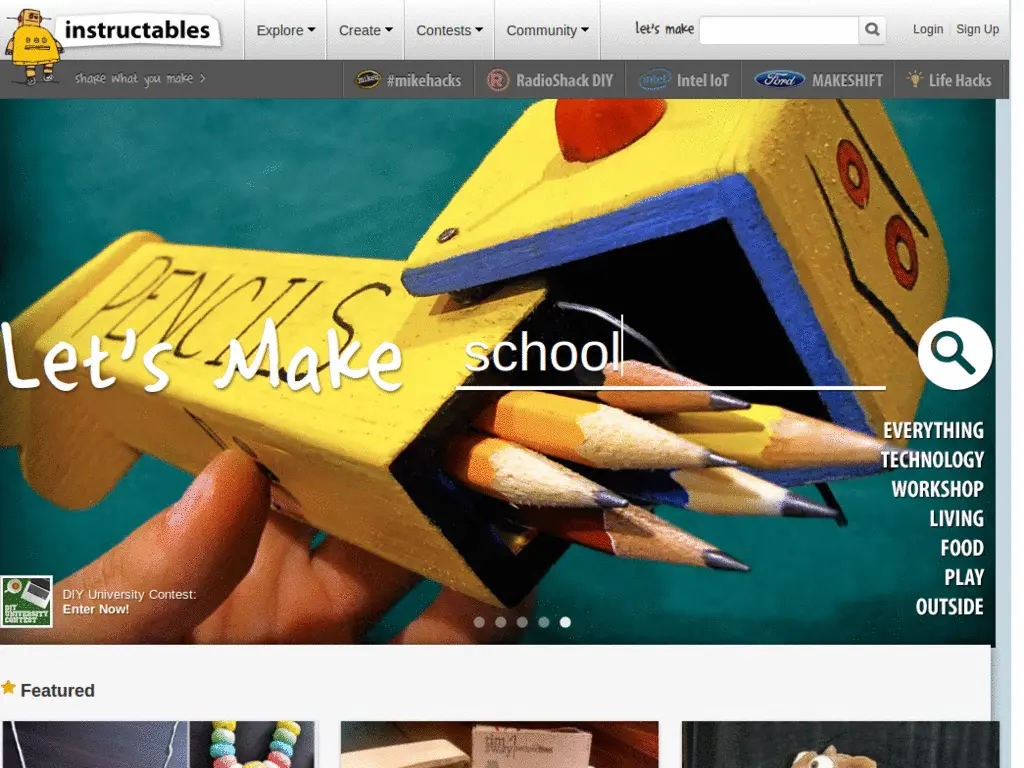 instructables
Explore
Create
Contests
Community
let's make
Login
Sign Up
share what you make >
#mikehacks
RadioShack DIY
intel
Intel IoT
Ford
MAKESHIFT
Life Hacks
PENCILS
Let's Make
school
EVERYTHING
TECHNOLOGY
WORKSHOP
LIVING
FOOD
PLAY
OUTSIDE
DIY
UNIVERSITY
CONTEST
DIY University Contest:
Enter Now!
Featured